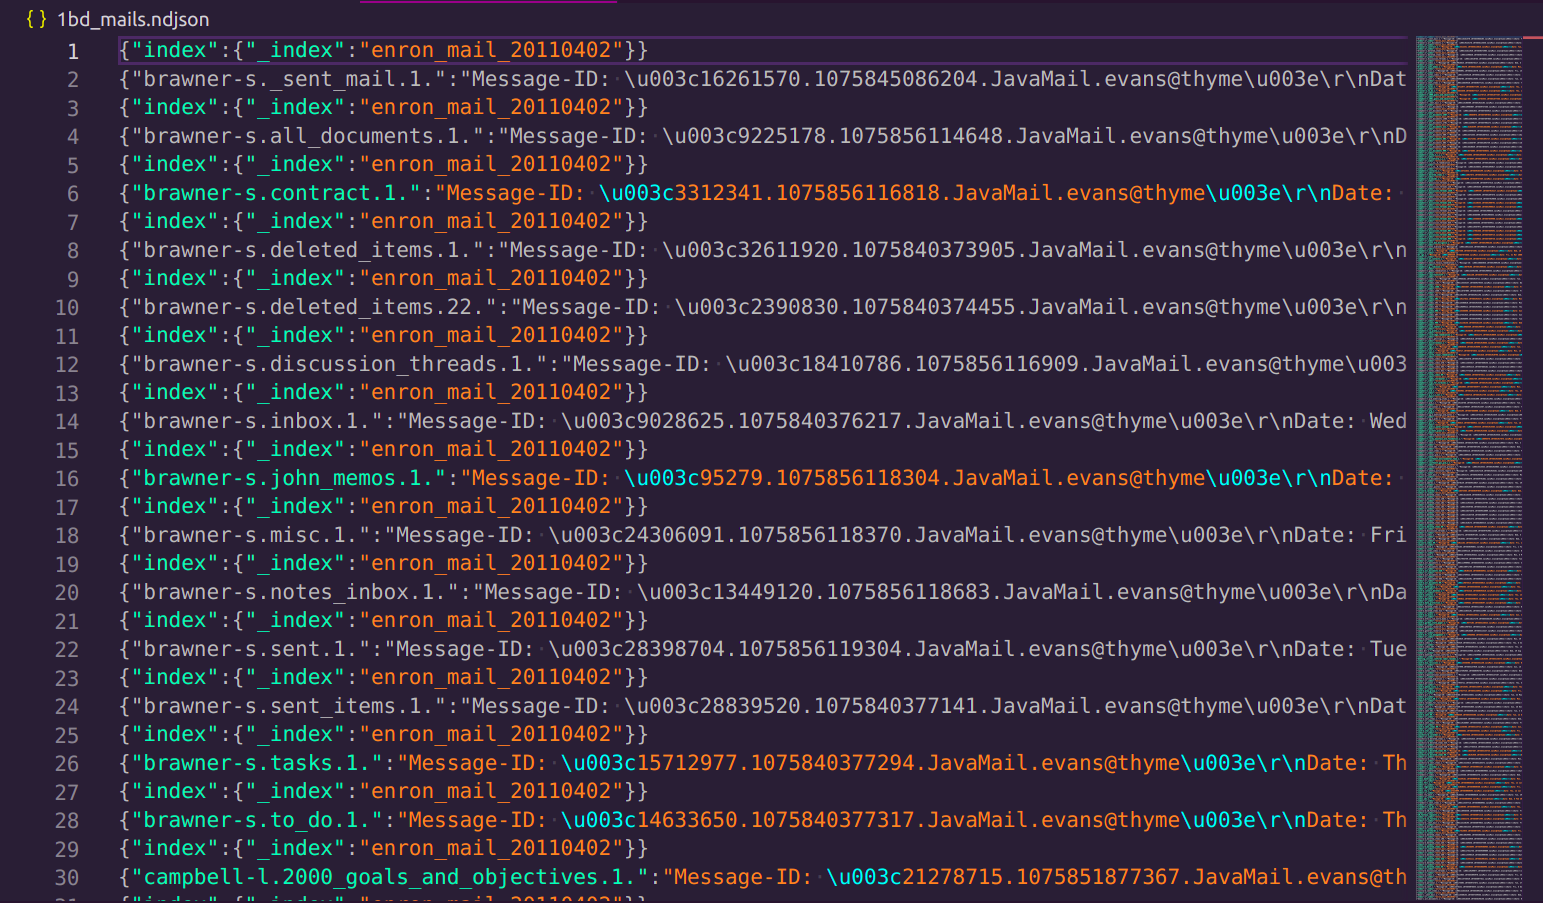 { } 1bd_mails.ndjson
1 {"index":{"_index":"enron_mail_20110402"}}
2 {"brawner-s._sent_mail.1.":"Message-ID: \u003c16261571.1075845086204.JavaMail.evans@thyme\u003e\r\nDat
3 {"index":{"_index":"enron_mail_20110402"}}
4 {"brawner-s.all_documents.1.":"Message-ID: \u003c9225178.1075856114648.JavaMail.evans@thyme\u003e\r\nD
5 {"index":{"_index":"enron_mail_20110402"}}
6 {"brawner-s.contract.1.":"Message-ID: \u003c3312341.1075856116818.JavaMail.evans@thyme\u003e\r\nDate:
7 {"index":{"_index":"enron_mail_20110402"}}
8 {"brawner-s.deleted_items.1.":"Message-ID: \u003c32611920.1075840373905.JavaMail.evans@thyme\u003e\r\n
9 {"index":{"_index":"enron_mail_20110402"}}
10 {"brawner-s.deleted_items.22.":"Message-ID: \u003c2399830.1075840374455.JavaMail.evans@thyme\u003e\r\n
11 {"index":{"_index":"enron_mail_20110402"}}
12 {"brawner-s.discussion_threads.1.":"Message-ID: \u003c18410786.1075856116909.JavaMail.evans@thyme\u003
13 {"index":{"_index":"enron_mail_20110402"}}
14 {"brawner-s.inbox.1.":"Message-ID: \u003c9028625.1075840376217.JavaMail.evans@thyme\u003e\r\nDate: Wed
15 {"index":{"_index":"enron_mail_20110402"}}
16 {"brawner-s.john_memos.1.":"Message-ID: \u003c95279.1075856118304.JavaMail.evans@thyme\u003e\r\nDate:
17 {"index":{"_index":"enron_mail_20110402"}}
18 {"brawner-s.misc.1.":"Message-ID: \u003c24306091.1075856118370.JavaMail.evans@thyme\u003e\r\nDate: Fri
19 {"index":{"_index":"enron_mail_20110402"}}
20 {"brawner-s.notes_inbox.1.":"Message-ID: \u003c13449120.1075856118683.JavaMail.evans@thyme\u003e\r\nDa
21 {"index":{"_index":"enron_mail_20110402"}}
22 {"brawner-s.sent.1.":"Message-ID: \u003c28398704.1075856119304.JavaMail.evans@thyme\u003e\r\nDate: Tue
23 {"index":{"_index":"enron_mail_20110402"}}
24 {"brawner-s.sent_items.1.":"Message-ID: \u003c28839520.1075840377141.JavaMail.evans@thyme\u003e\r\nDat
25 {"index":{"_index":"enron_mail_20110402"}}
26 {"brawner-s.tasks.1.":"Message-ID: \u003c15712977.1075840377294.JavaMail.evans@thyme\u003e\r\nDate: Th
27 {"index":{"_index":"enron_mail_20110402"}}
28 {"brawner-s.to_do.1.":"Message-ID: \u003c14633650.1075840377317.JavaMail.evans@thyme\u003e\r\nDate: Th
29 {"index":{"_index":"enron_mail_20110402"}}
30 {"campbell-l.2000_goals_and_objectives.1.":"Message-ID: \u003c21278715.1075851877367.JavaMail.evans@th